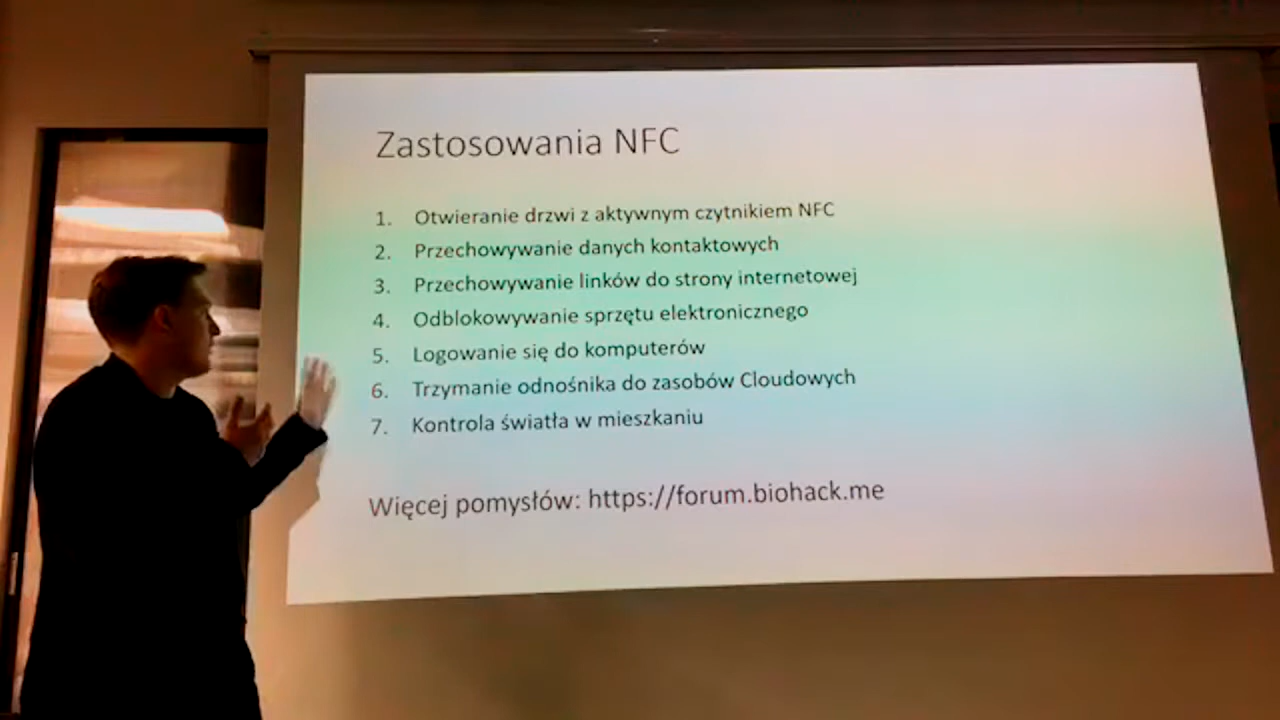 Zastosowania NFC
1. Otwieranie drzwi z aktywnym czytnikiem NFC
2. Przechowywanie danych kontaktowych
3. Przechowywanie linków do strony internetowej
4. Odblokowywanie sprzętu elektronicznego
5. Logowanie się do komputerów
6. Trzymanie odnośnika do zasobów Cloudowych
7. Kontrola światła w mieszkaniu
Więcej pomysłów: https://forum.biohack.me